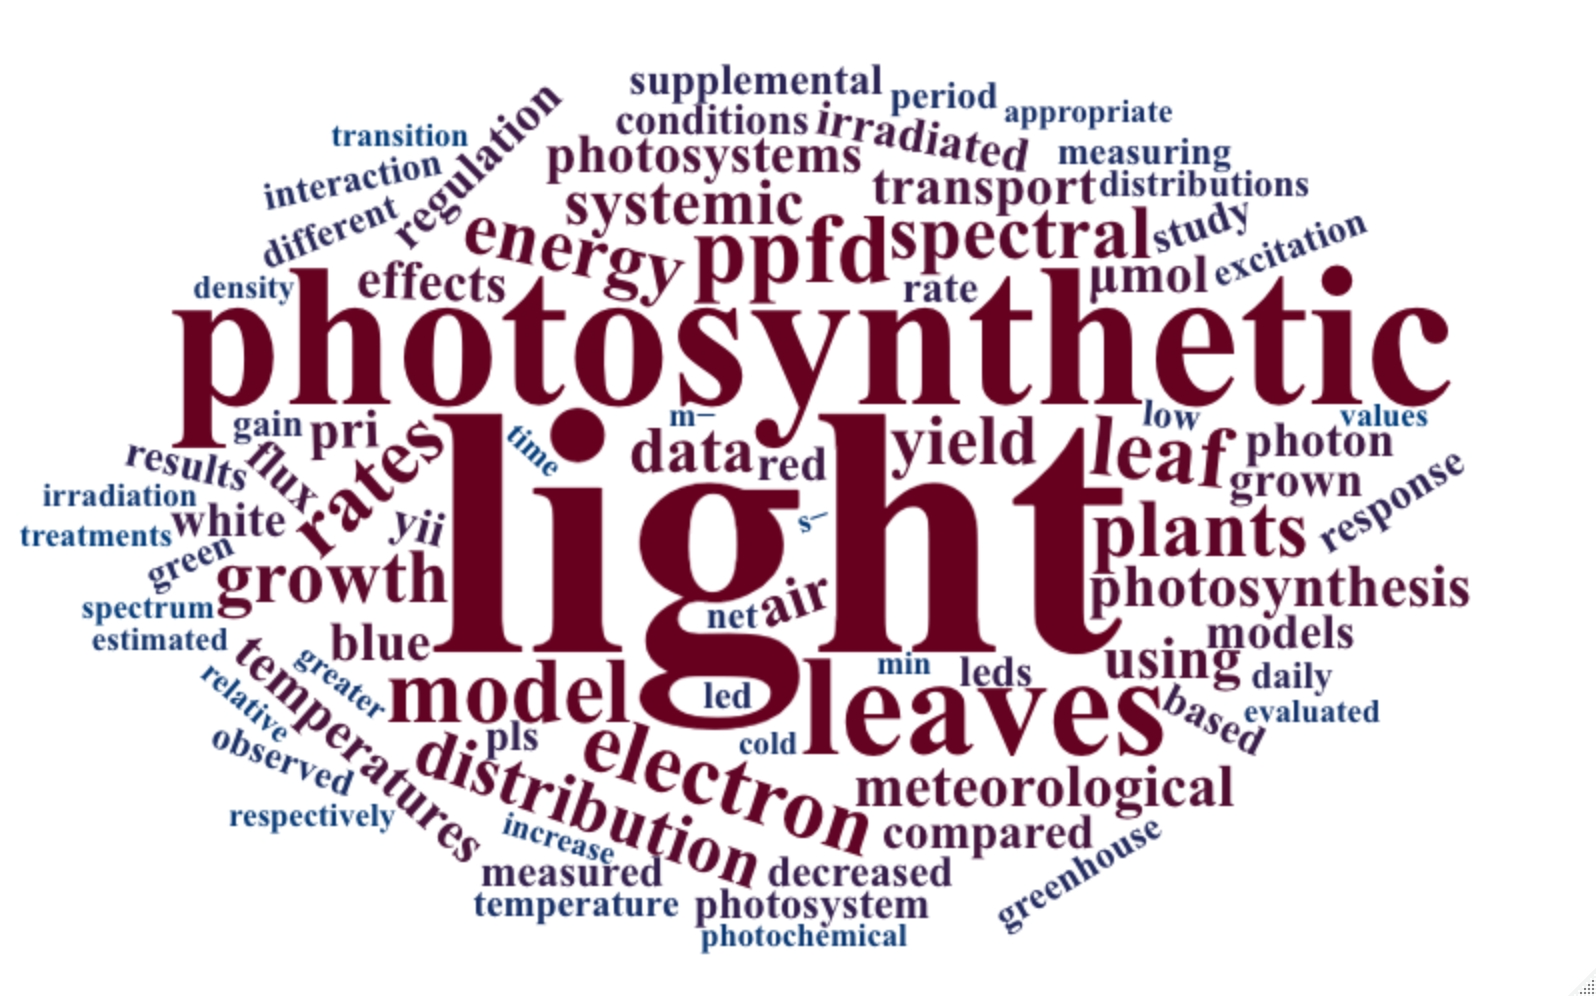 supplemental
period
appropriate
transition
regulation
conditions
irradiated
measuring
interaction
photosystems
transport
distributions
different
systemic
energy
ppfd
spectral
study
excitation
density
effects
rate
μmol
photosynthetic
gain
pri
m−
low
values
results
flux
rates
time
light
data
red
yield
leaf
photon
irradiation
grown
response
treatments
white
yii
s−
plants
green
growth
photosynthesis
spectrum
net
air
estimated
blue
models
temperatures
greater
model
led
min
leds
using
daily
relative
leaves
based
evaluated
observed
pls
cold
distribution
electron
meteorological
respectively
increase
compared
greenhouse
measured
decreased
temperature
photosystem
photochemical